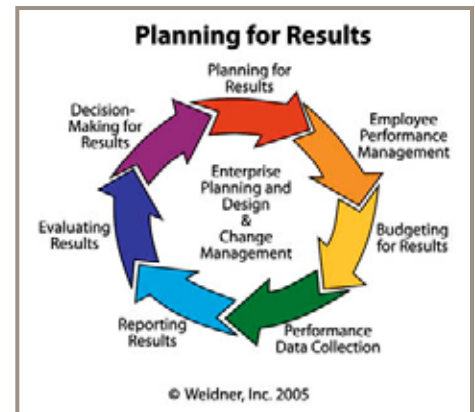 Planning for Results
Planning for
Results
Employee
Performance
Management
Budgeting
for Results
Performance
Data Collection
Reporting
Results
Evaluating
Results
Decision-
Making for
Results
Enterprise
Planning and
Design
&
Change
Management
© Weidner, Inc. 2005